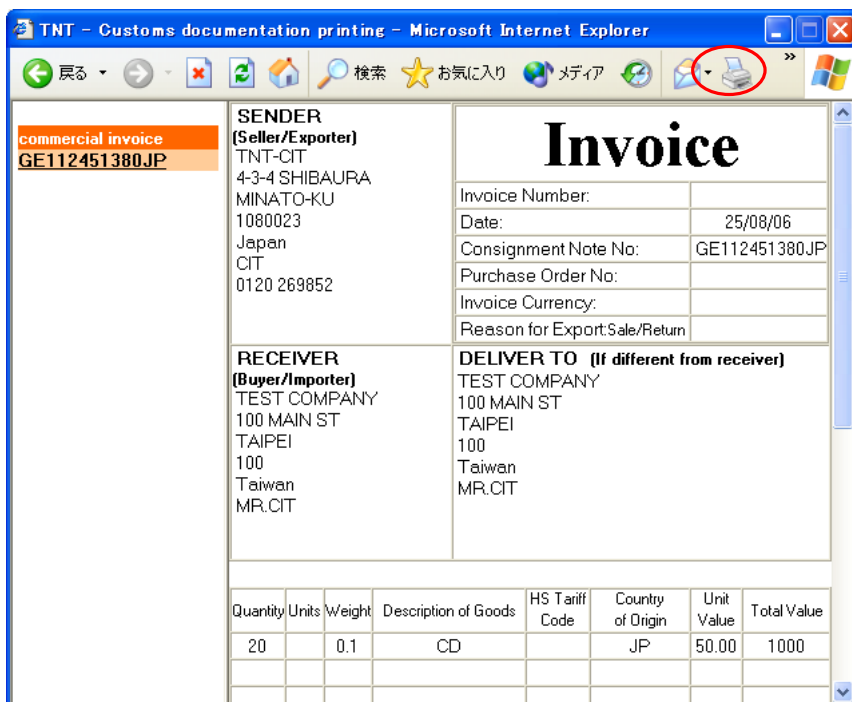 TNT - Customs documentation printing - Microsoft Internet Explorer
戻る 検索 お気に入り メディア »
commercial invoice
GE112451380JP
SENDER
(Seller/Exporter)
TNT-CIT
4-3-4 SHIBAURA
MINATO-KU
1080023
Japan
CIT
0120 269852
Invoice
Invoice Number:
Date: 25/08/06
Consignment Note No: GE112451380JP
Purchase Order No:
Invoice Currency:
Reason for Export:Sale/Return
RECEIVER
(Buyer/Importer)
TEST COMPANY
100 MAIN ST
TAIPEI
100
Taiwan
MR.CIT
DELIVER TO (If different from receiver)
TEST COMPANY
100 MAIN ST
TAIPEI
100
Taiwan
MR.CIT
Quantity Units Weight Description of Goods HS Tariff Code Country of Origin Unit Value Total Value
20 0.1 CD JP 50.00 1000